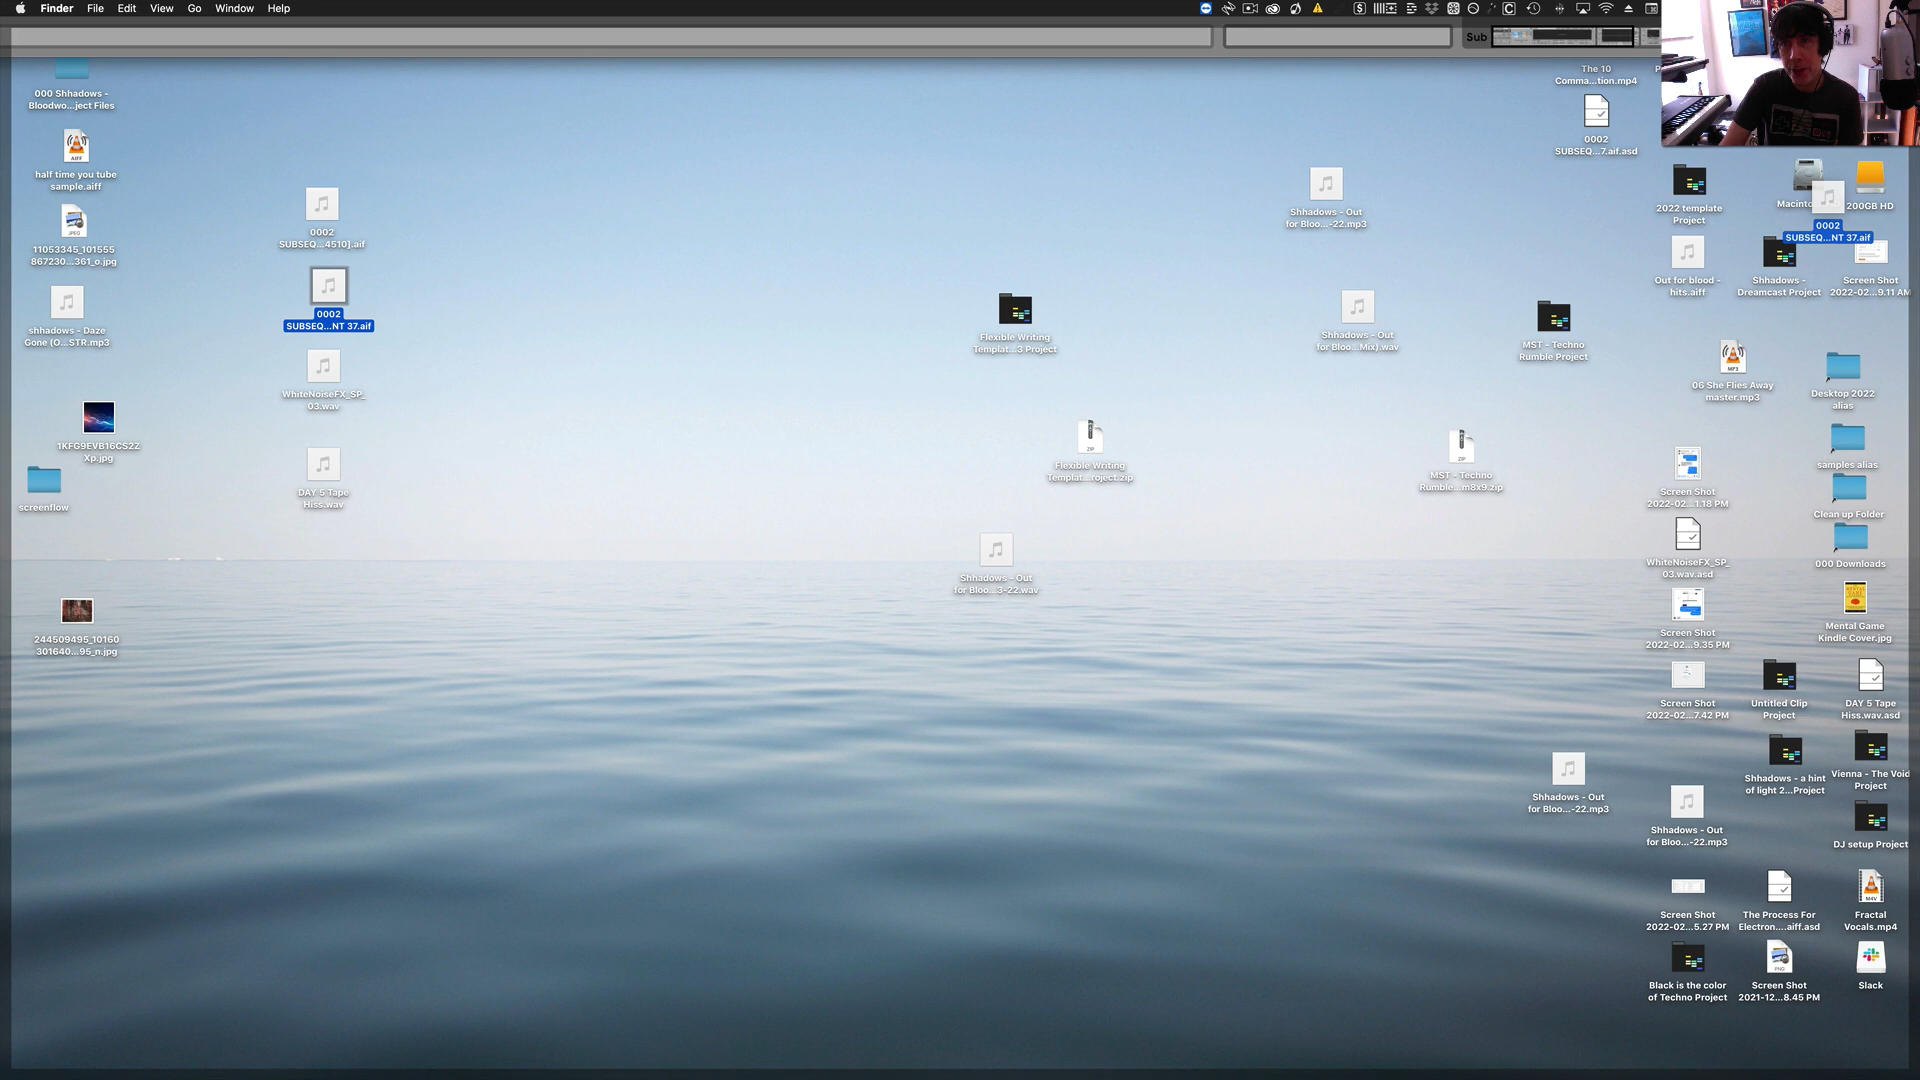 Finder File Edit View Go Window Help
Sub
000 Shhadows -
Bloodwo...ject Files
AIFF
half time you tube
sample.aiff
JPEG
11053345_101555
867230...361_o.jpg
shhadows - Daze
Gone (O...STR.mp3
1KFG9EVB16CS2Z
Xp.jpg
screenflow
244509495_10160
301640...95_n.jpg
0002
SUBSEQ...4510].aif
0002
SUBSEQ...NT 37.aif
WhiteNoiseFX_SP_
03.wav
DAY 5 Tape
Hiss.wav
Flexible Writing
Templat...3 Project
ZIP
Flexible Writing
Templat...roject.zip
Shhadows - Out
for Bloo...3-22.wav
Shhadows - Out
for Bloo...-22.mp3
Shhadows - Out
for Bloo...Mix).wav
ZIP
MST - Techno
Rumble...m8x9.zip
The 10
Comma...tion.mp4
0002
SUBSEQ...7.aif.asd
MST - Techno
Rumble Project
Shhadows - Out
for Bloo...-22.mp3
2022 template
Project
Out for blood -
hits.aiff
MP3
06 She Flies Away
master.mp3
Screen Shot
2022-02...1.18 PM
WhiteNoiseFX_SP_
03.wav.asd
Screen Shot
2022-02...9.35 PM
Screen Shot
2022-02...7.42 PM
Shhadows - Out
for Bloo...-22.mp3
Screen Shot
2022-02...5.27 PM
Black is the color
of Techno Project
Macinto
0002
SUBSEQ...NT 37.aif
Shhadows -
Dreamcast Project
Untitled Clip
Project
Shhadows - a hint
of light 2...Project
The Process For
Electron....aiff.asd
PNG
Screen Shot
2021-12...8.45 PM
200GB HD
Screen Shot
2022-02...9.11 AM
Desktop 2022
alias
samples alias
Clean up Folder
000 Downloads
Mental Game
Kindle Cover.jpg
DAY 5 Tape
Hiss.wav.asd
Vienna - The Void
Project
DJ setup Project
M4V
Fractal
Vocals.mp4
Slack